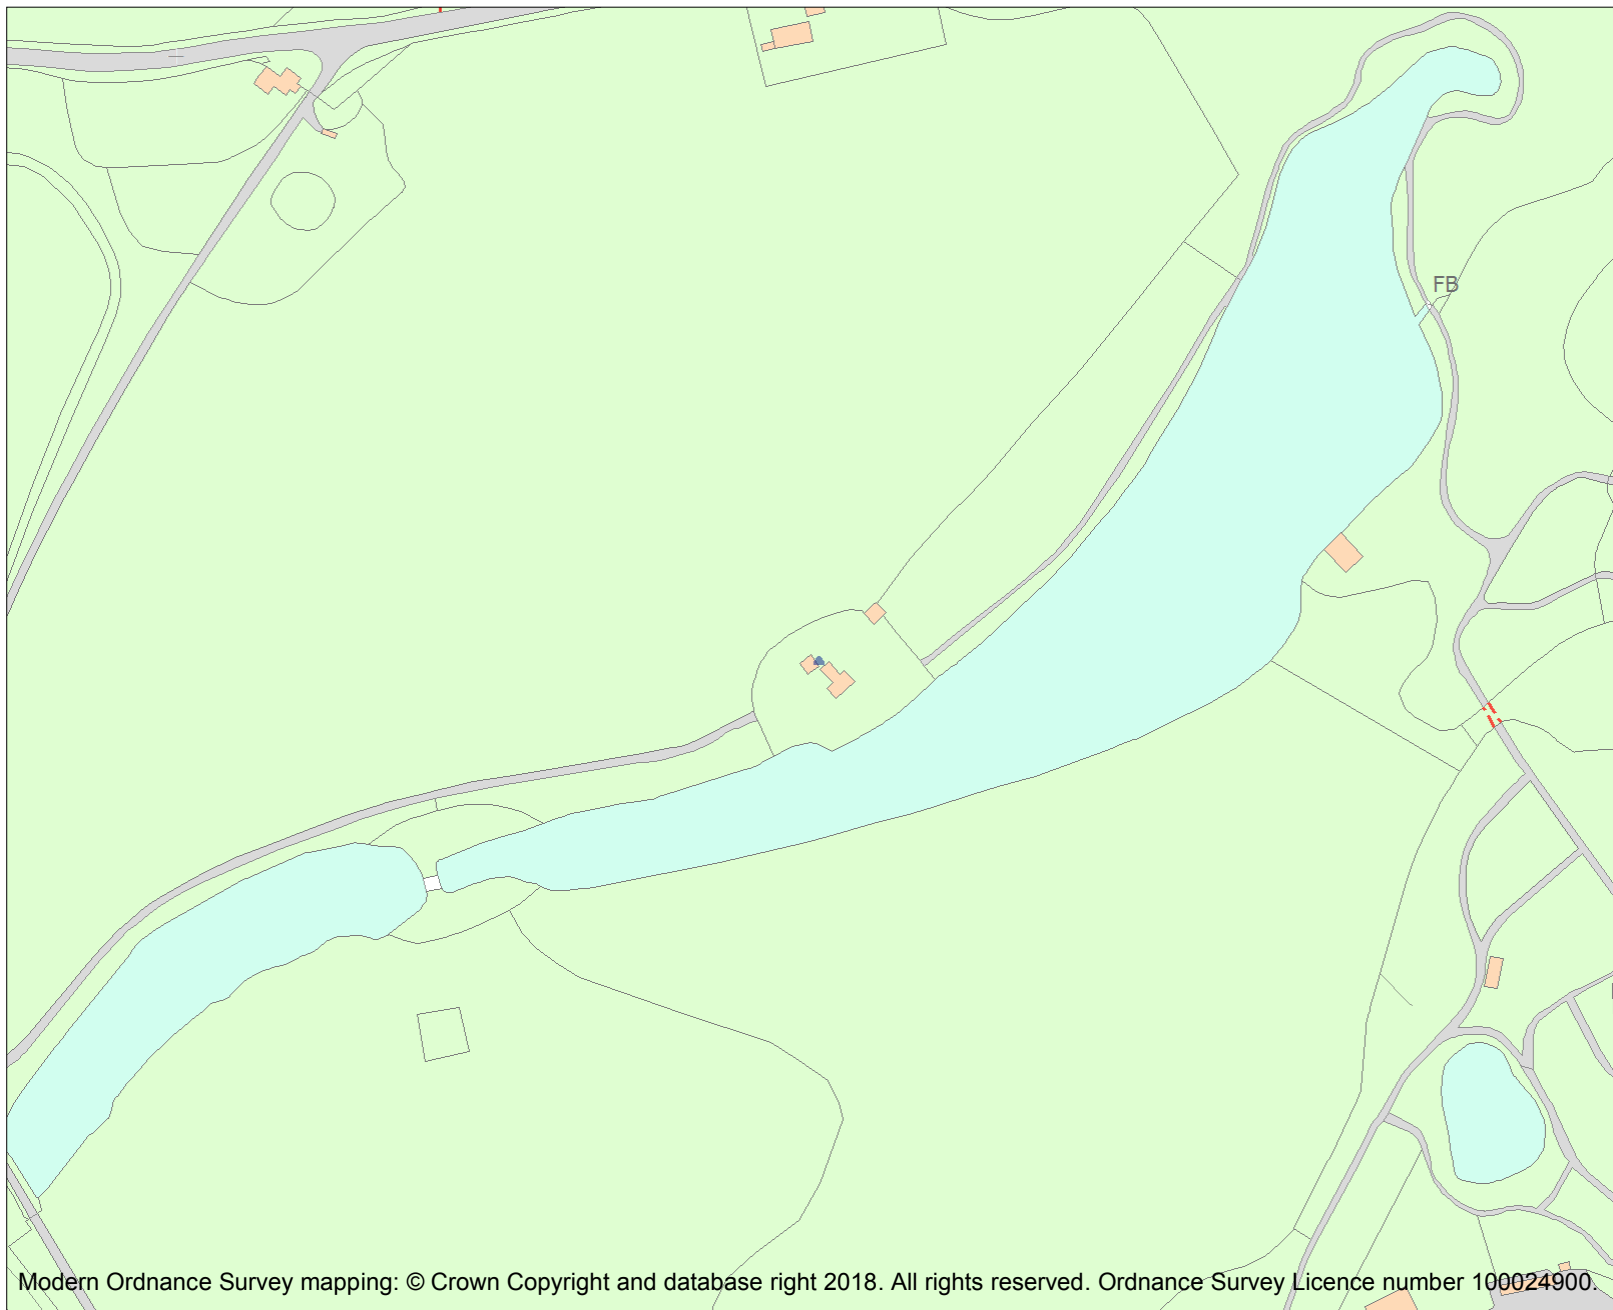 FB
Modern Ordnance Survey mapping: © Crown Copyright and database right 2018. All rights reserved. Ordnance Survey Licence number 100024900.